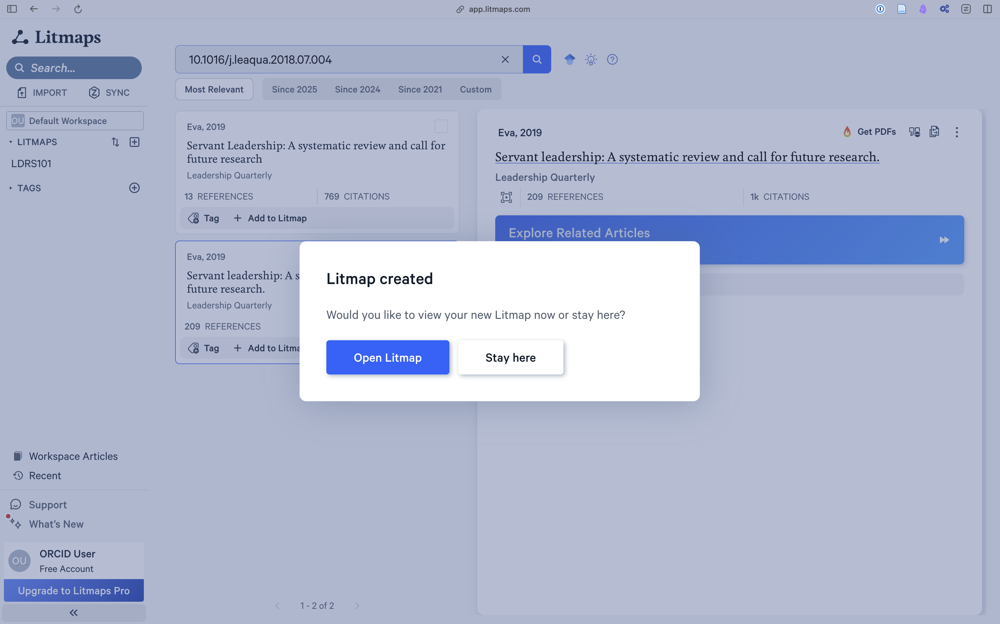 app.litmaps.com
Litmaps
Search...
IMPORT
SYNC
OU Default Workspace
LITMAPS
LDRS101
TAGS
Workspace Articles
Recent
Support
What's New
OU
ORCID User
Free Account
Upgrade to Litmaps Pro
10.1016/j.leaqua.2018.07.004
Most Relevant
Since 2025
Since 2024
Since 2021
Custom
Eva, 2019
Servant Leadership: A systematic review and call for
future research
Leadership Quarterly
13 REFERENCES
769 CITATIONS
Tag
+ Add to Litmap
Eva, 2019
Servant leadership: A s
future research.
Leadership Quarterly
209 REFERENCES
Tag
+ Add to Litma
1 - 2 of 2
Eva, 2019
Get PDFs
Servant leadership: A systematic review and call for future research.
Leadership Quarterly
209 REFERENCES
1k CITATIONS
Explore Related Articles
Litmap created
Would you like to view your new Litmap now or stay here?
Open Litmap
Stay here